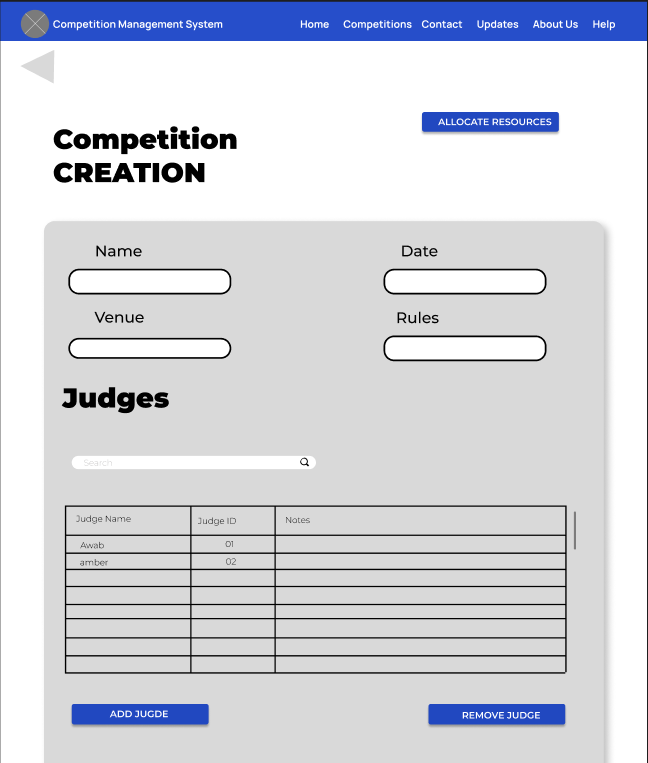 Competition Management System Home Competitions Contact Updates About Us Help
ALLOCATE RESOURCES
Competition
CREATION
Name Date
Venue Rules
Judges
Search
Judge Name Judge ID Notes
Awab 01
amber 02
ADD JUGDE REMOVE JUDGE